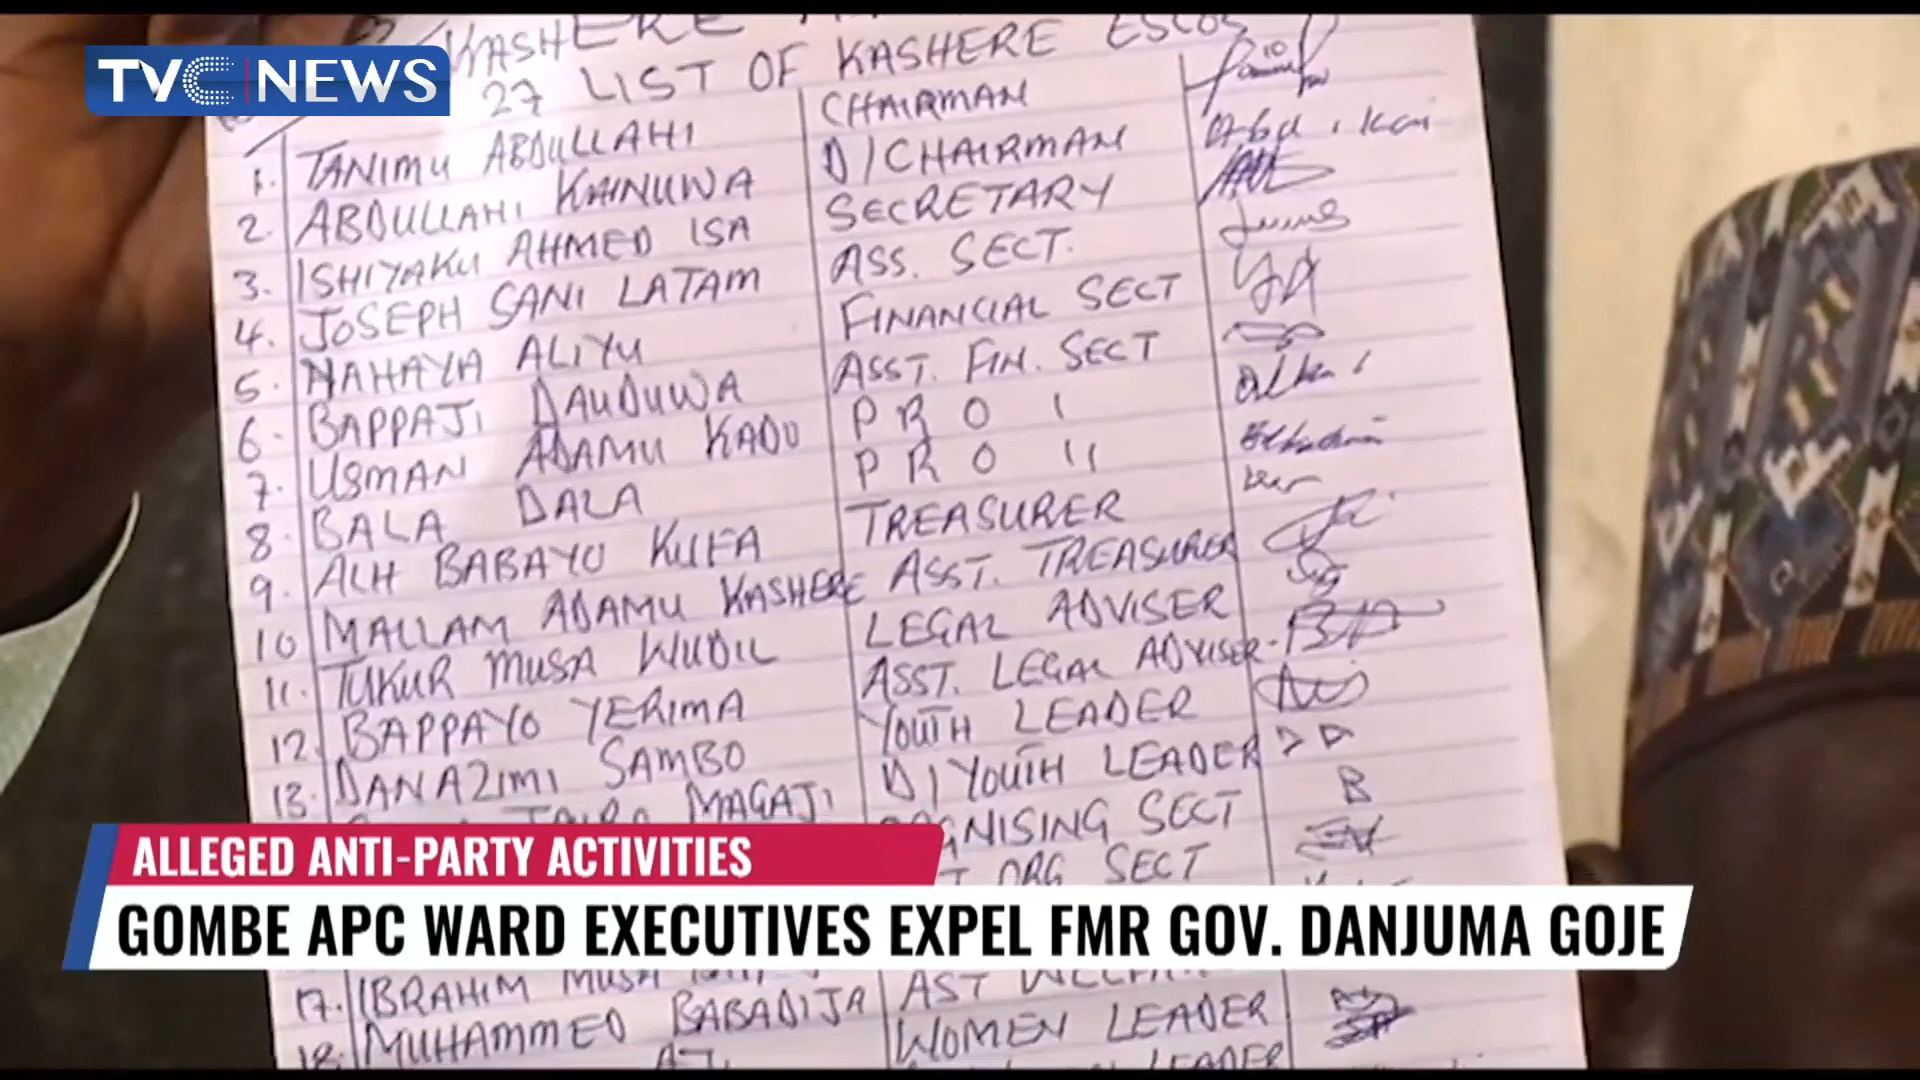 TVC NEWS
KASHERE
27 LIST OF KASHERE ESCOS
1. TANIMU ABDULLAHI CHAIRMAN
2. ABDULLAHI KAINUWA D/CHAIRMAN
3. ISHIYAKU AHMED ISA SECRETARY
4. JOSEPH SANI LATAM ASS. SECT.
5. NAHAYA ALIYU FINANCIAL SECT
6. BAPPAJI DAUDUWA ASST. FIN. SECT
7. USMAN ADAMU KADO P R O I
8. BALA DALA P R O II
9. ALH BABAYO KUFA TREASURER
10 MALLAM ADAMU KASHERE ASST. TREASURER
11. TUKUR MUSA WUDIL LEGAL ADVISER
12. BAPPAYO YERIMA ASST. LEGAL ADVISER
13. DANAZIMI SAMBO YOUTH LEADER
MAGAJI D/YOUTH LEADER
SECT
ORG SECT
ALLEGED ANTI-PARTY ACTIVITIES
GOMBE APC WARD EXECUTIVES EXPEL FMR GOV. DANJUMA GOJE
17. IBRAHIM MUSA AST
18. MUHAMMED BABADIJA WOMEN LEADER
LEADER